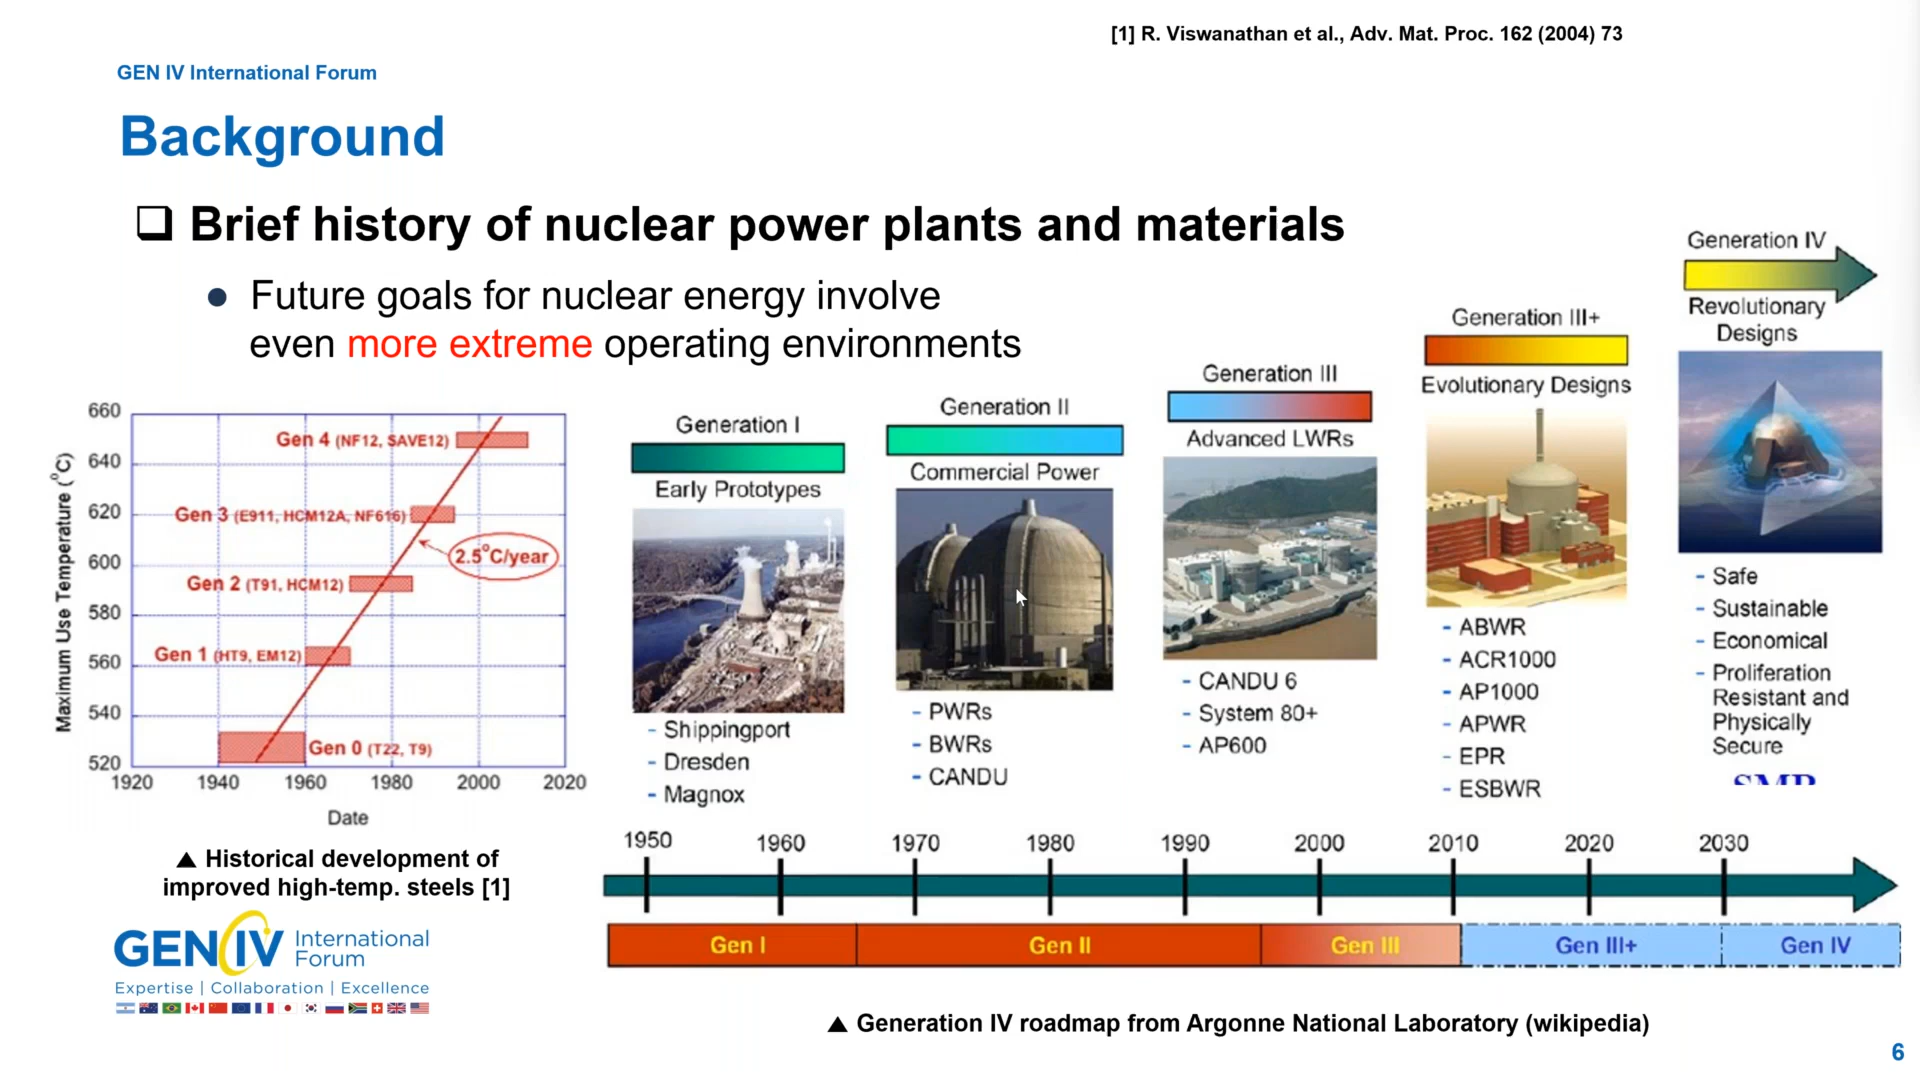 [1] R. Viswanathan et al., Adv. Mat. Proc. 162 (2004) 73
GEN IV International Forum
Background
❑ Brief history of nuclear power plants and materials
● Future goals for nuclear energy involve
even more extreme operating environments
Maximum Use Temperature (°C)
660
640
620
600
580
560
540
520
Gen 4 (NF12, SAVE12)
Gen 3 (E911, HCM12A, NF616)
2.5°C/year
Gen 2 (T91, HCM12)
Gen 1 (HT9, EM12)
Gen 0 (T22, T9)
1920 1940 1960 1980 2000 2020
Date
▲ Historical development of
improved high-temp. steels [1]
Generation I
Early Prototypes
- Shippingport
- Dresden
- Magnox
Generation II
Commercial Power
- PWRs
- BWRs
- CANDU
Generation III
Advanced LWRs
- CANDU 6
- System 80+
- AP600
Generation III+
Evolutionary Designs
- ABWR
- ACR1000
- AP1000
- APWR
- EPR
- ESBWR
Generation IV
Revolutionary
Designs
- Safe
- Sustainable
- Economical
- Proliferation
Resistant and
Physically
Secure
1950 1960 1970 1980 1990 2000 2010 2020 2030
Gen I Gen II Gen III Gen III+ Gen IV
▲ Generation IV roadmap from Argonne National Laboratory (wikipedia)
GEN IV International
Forum
Expertise | Collaboration | Excellence
6